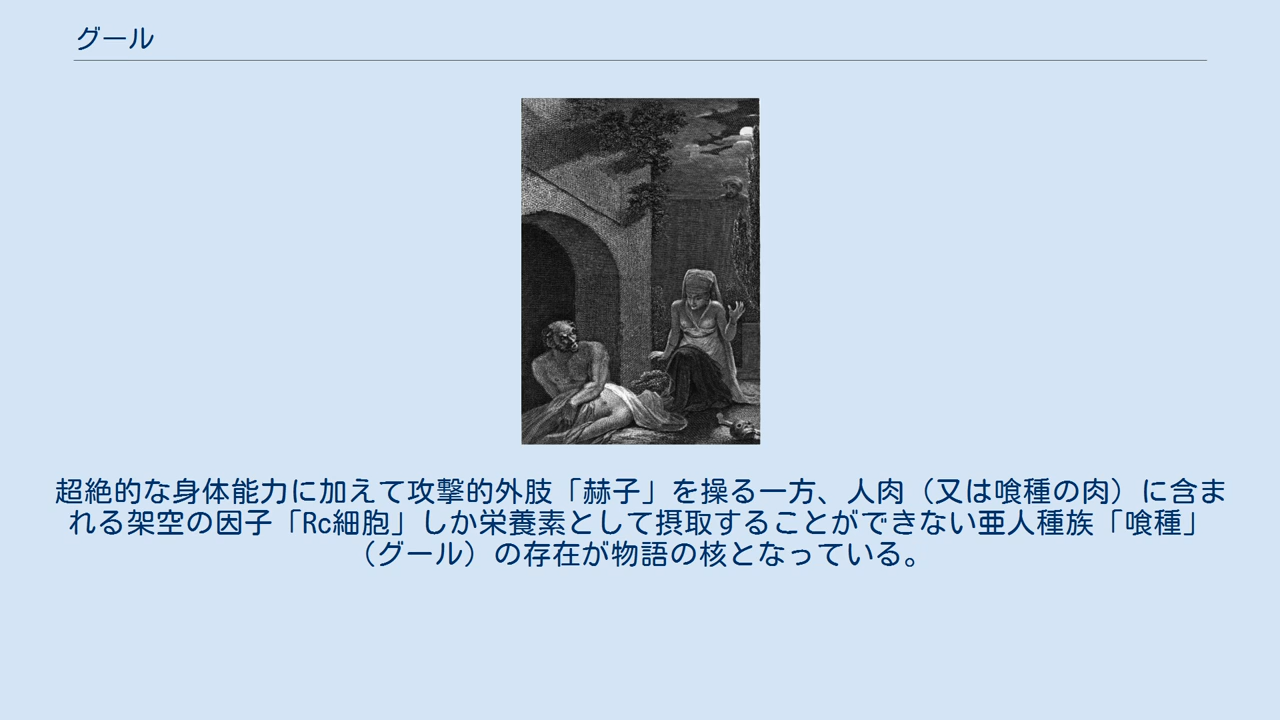 グール
超絶的な身体能力に加えて攻撃的外肢「赫子」を操る一方、人肉（又は喰種の肉）に含ま
れる架空の因子「Rc細胞」しか栄養素として摂取することができない亜人種族「喰種」
（グール）の存在が物語の核となっている。